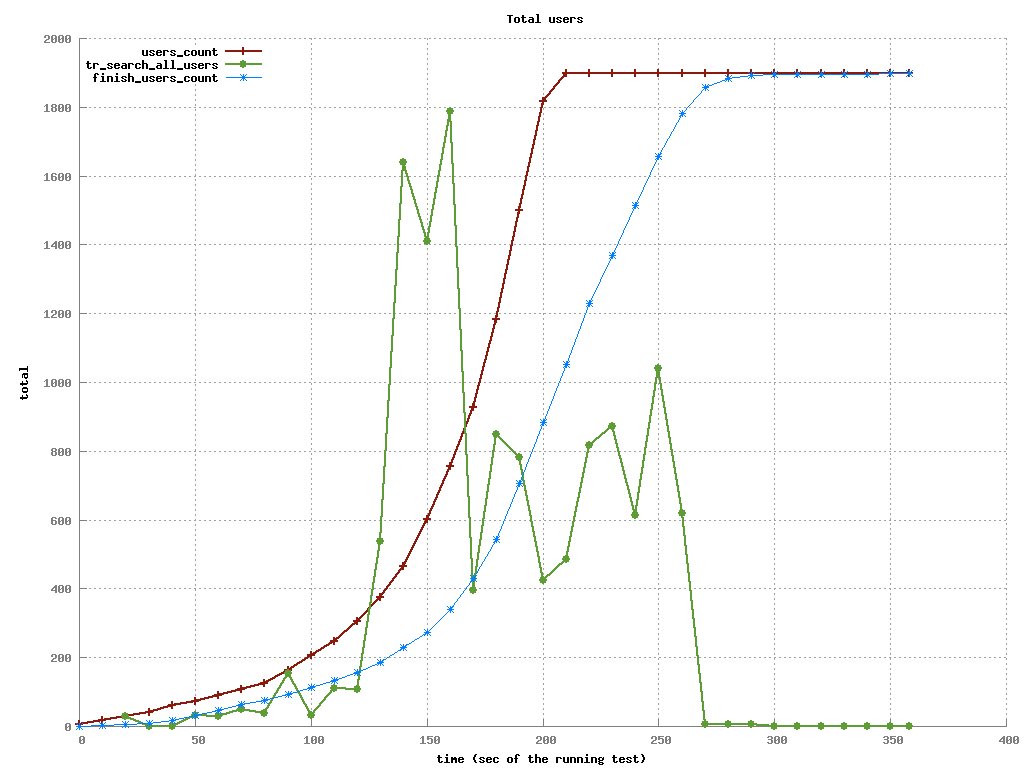 Total users
users_count
tr_search_all_users
finish_users_count
2000
1800
1600
1400
1200
1000
800
600
400
200
0
total
0 50 100 150 200 250 300 350 400
time (sec of the running test)